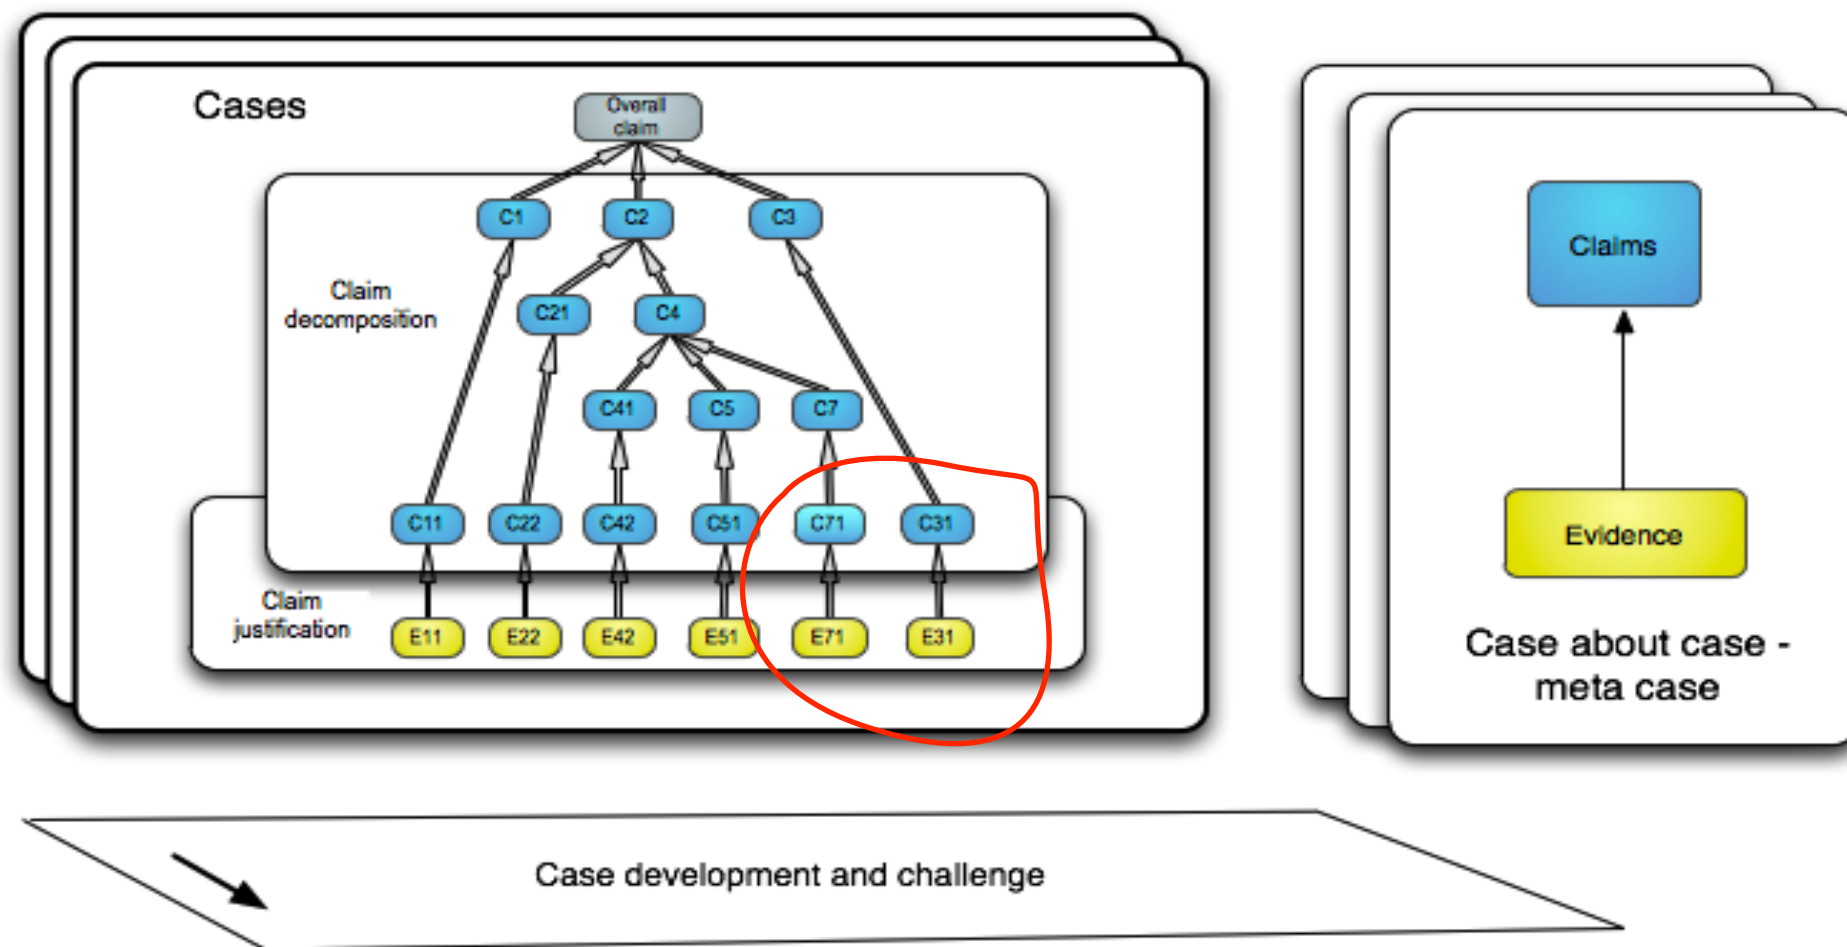 Cases
Overall
claim
C1
C2
C3
Claim
decomposition
C21
C4
C41
C5
C7
C11
C22
C42
C51
C71
C31
Claim
justification
E11
E22
E42
E51
E71
E31
Claims
Evidence
Case about case -
meta case
Case development and challenge